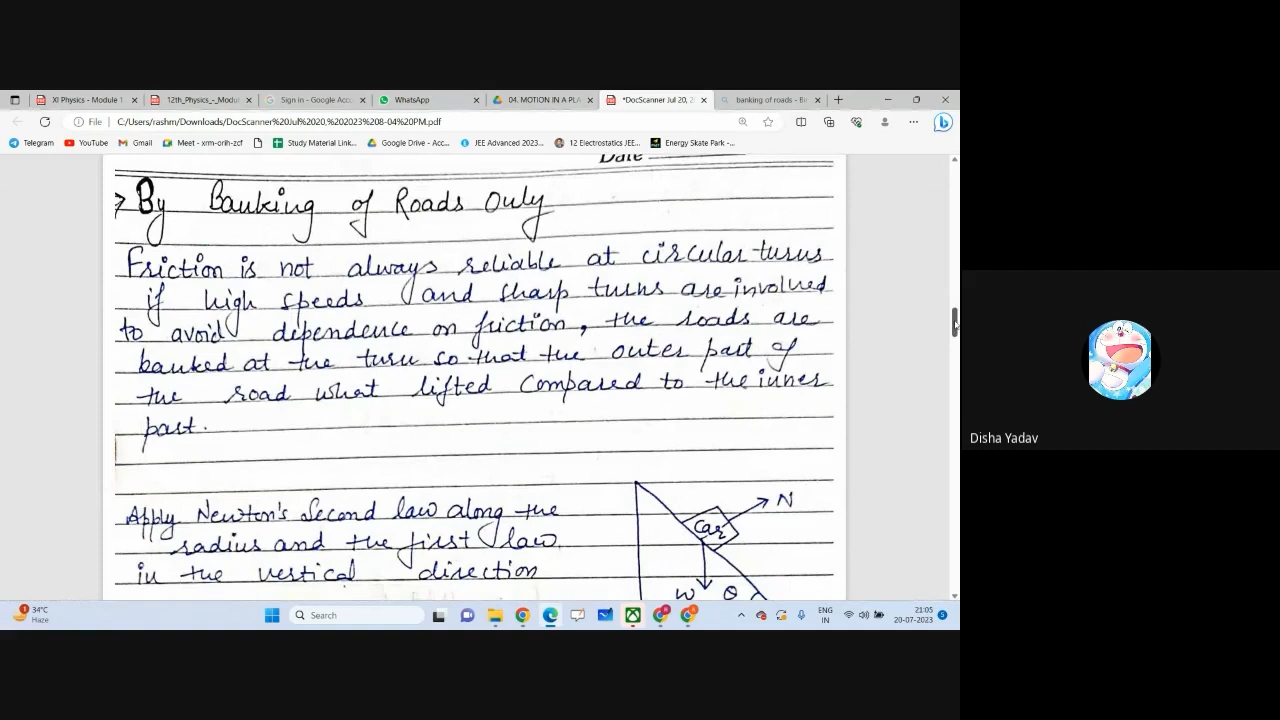 XI Physics - Module 1
12th_Physics_-_Modul
Sign in - Google Acco
WhatsApp
04. MOTION IN A PLA
*DocScanner Jul 20, 2
banking of roads - Bin
File
C:/Users/rashm/Downloads/DocScanner%20Jul%2020,%202023%208-04%20PM.pdf
Telegram
YouTube
Gmail
Meet - xrm-orih-zcf
Study Material Link...
Google Drive - Acc...
JEE Advanced 2023...
12 Electrostatics JEE...
Energy Skate Park -...
Date
By Banking of Roads Only
Friction is not always reliable at circular turns
if high speeds and sharp turns are involved
to avoid dependence on friction, the roads are
banked at the turn so that the outer part of
the road what lifted compared to the inner
part.
Apply Newton's Second law along the
radius and the first law
in the vertical direction
N
Car
W θ
Disha Yadav
1
34°C
Haze
Search
ENG
IN
21:05
20-07-2023
5